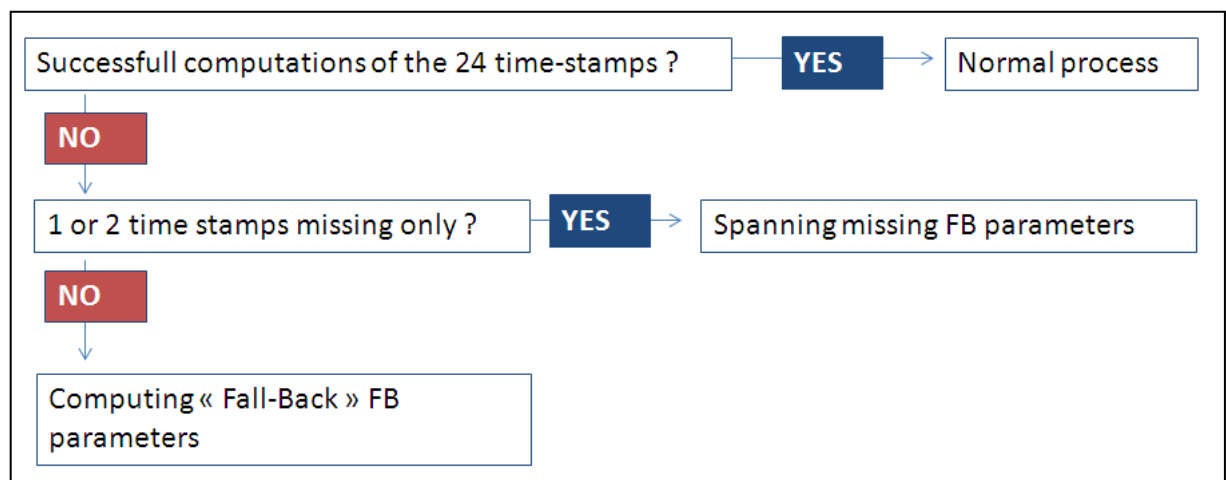 Successfull computations of the 24 time-stamps ?
YES
Normal process
NO
1 or 2 time stamps missing only ?
YES
Spanning missing FB parameters
NO
Computing « Fall-Back » FB
parameters